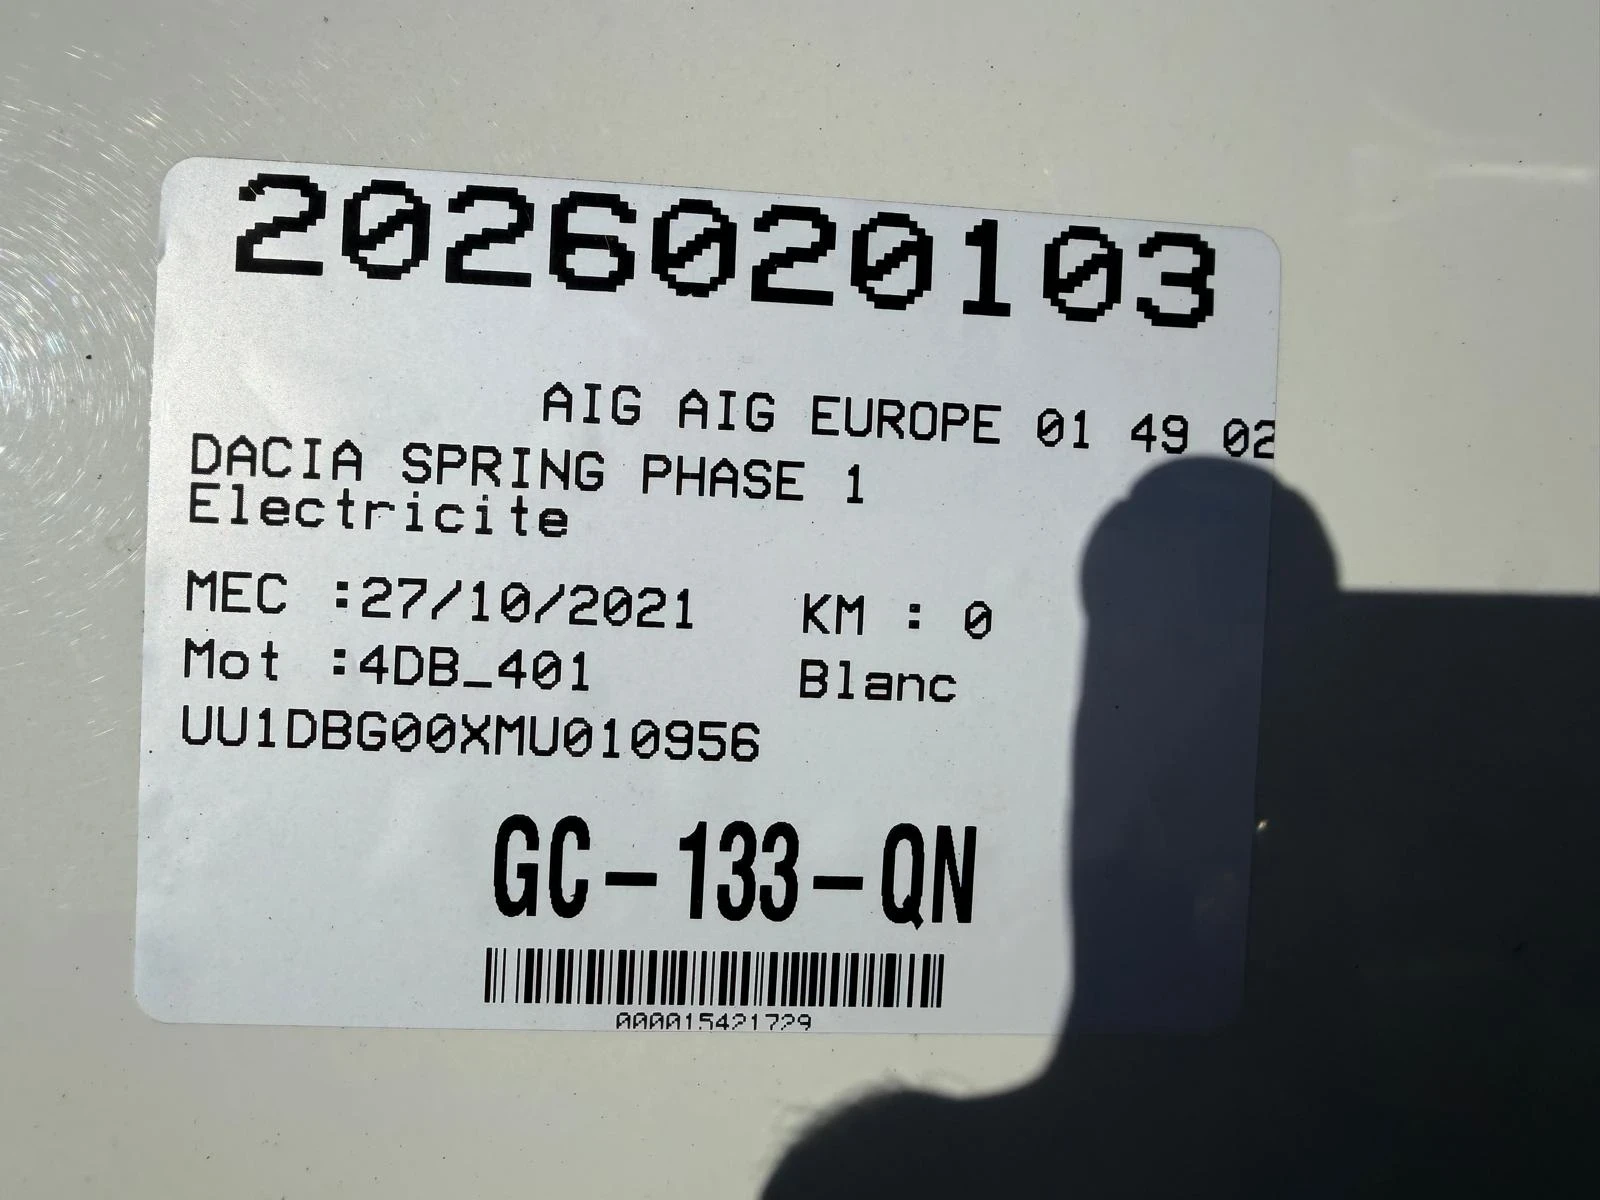 2026020103
AIG AIG EUROPE 01 49 02
DACIA SPRING PHASE 1
Electricite
MEC :27/10/2021 KM : 0
Mot :4DB_401 Blanc
UU1DBG00XMU010956
GC-133-QN
000015421729